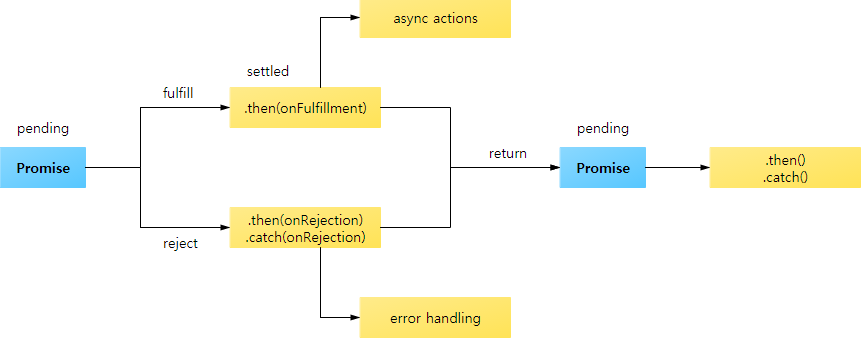 async actions
settled
fulfill
.then(onFulfillment)
pending
Promise
.then(onRejection)
.catch(onRejection)
reject
error handling
return
pending
Promise
.then()
.catch()